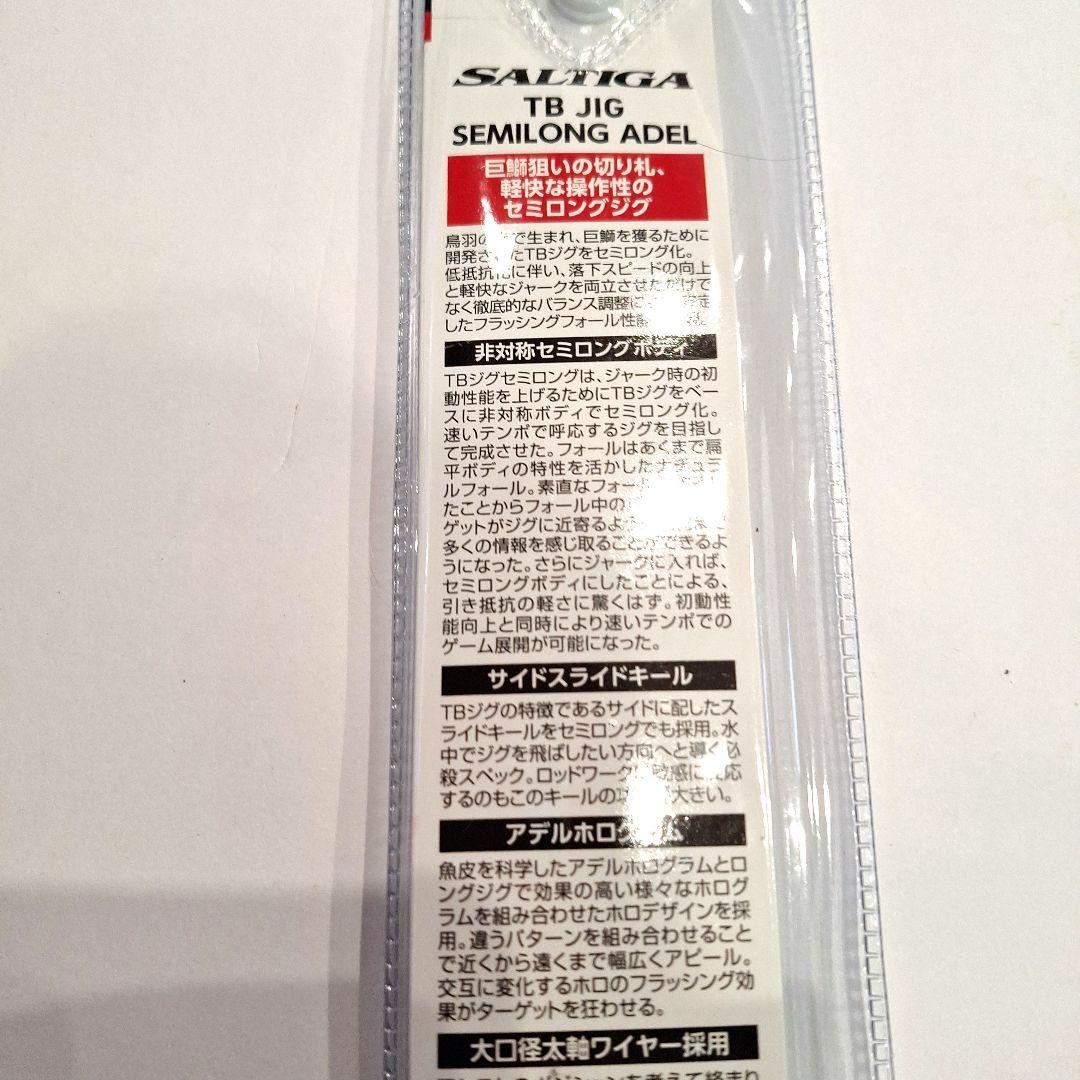 SALTIGA
TB JIG
SEMILONG ADEL
巨鰤狙いの切り札、
軽快な操作性の
セミロングジグ
鳥羽の で生まれ、巨鰤を獲るために
開発 たTBジグをセミロング化。
低抵抗化に伴い、落下スピードの向上
と軽快なジャークを両立させただけで
なく徹底的なバランス調整に
したフラッシングフォール性能
非対称セミロングボディ
TBジグセミロングは、ジャーク時の初
動性能を上げるためにTBジグをベー
スに非対称ボディでセミロング化。
速いテンポで呼応するジグを目指し
て完成させた。フォールはあくまで扁
平ボディの特性を活かしたナチュラ
ルフォール。素直なフォー
たことからフォール中の
ゲットがジグに近寄るよ
多くの情報を感じ取ることができるよ
うになった。さらにジャークに入れば、
セミロングボディにしたことによる、
引き抵抗の軽さに驚くはず。初動性
能向上と同時により速いテンポでの
ゲーム展開が可能になった。
サイドスライドキール
TBジグの特徴であるサイドに配したス
ライドキールをセミロングでも採用。水
中でジグを飛ばしたい方向へと導く必
殺スペック。ロッドワーク 敏感に 応
するのもこのキールの 大きい。
アデルホログラム
魚皮を科学したアデルホログラムとロ
ングジグで効果の高い様々なホログ
ラムを組み合わせたホロデザインを採
用。違うパターンを組み合わせること
で近くから遠くまで幅広くアピール。
交互に変化するホロのフラッシング効
果がターゲットを狂わせる。
大口径太軸ワイヤー採用